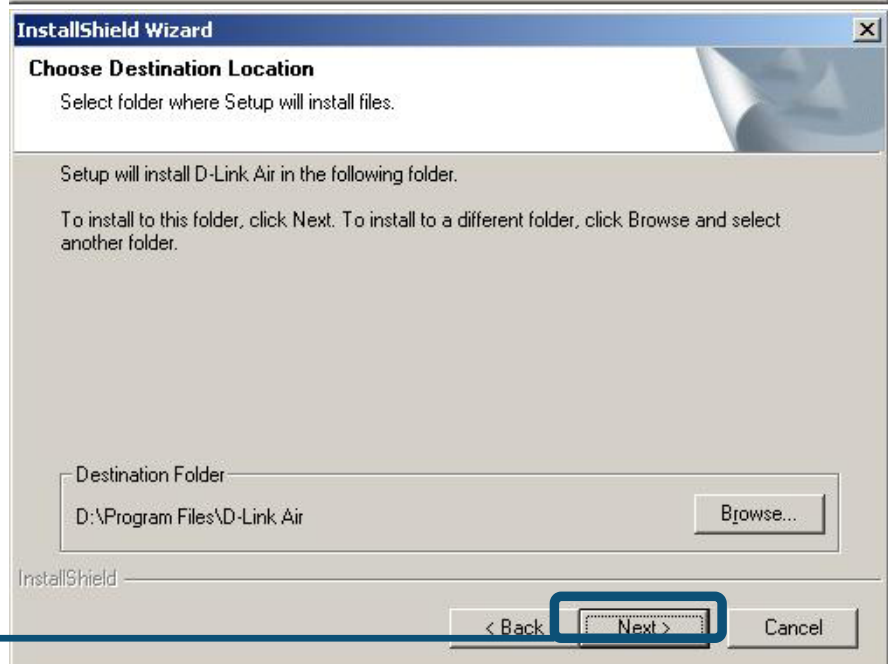 InstallShield Wizard
Choose Destination Location
Select folder where Setup will install files.
Setup will install D-Link Air in the following folder.
To install to this folder, click Next. To install to a different folder, click Browse and select
another folder.
Destination Folder
D:\Program Files\D-Link Air
Browse...
InstallShield
< Back
Next >
Cancel